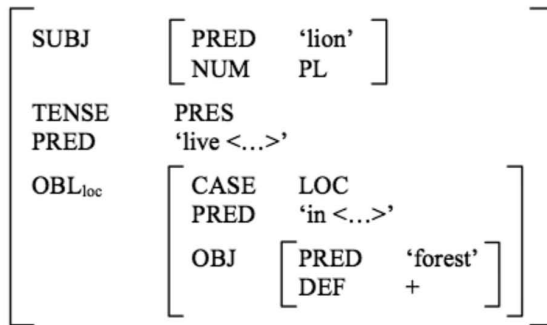 SUBJ PRED ‘lion’
NUM PL
TENSE PRES
PRED ‘live <...>’
OBLloc CASE LOC
PRED ‘in <...>’
OBJ PRED ‘forest’
DEF +